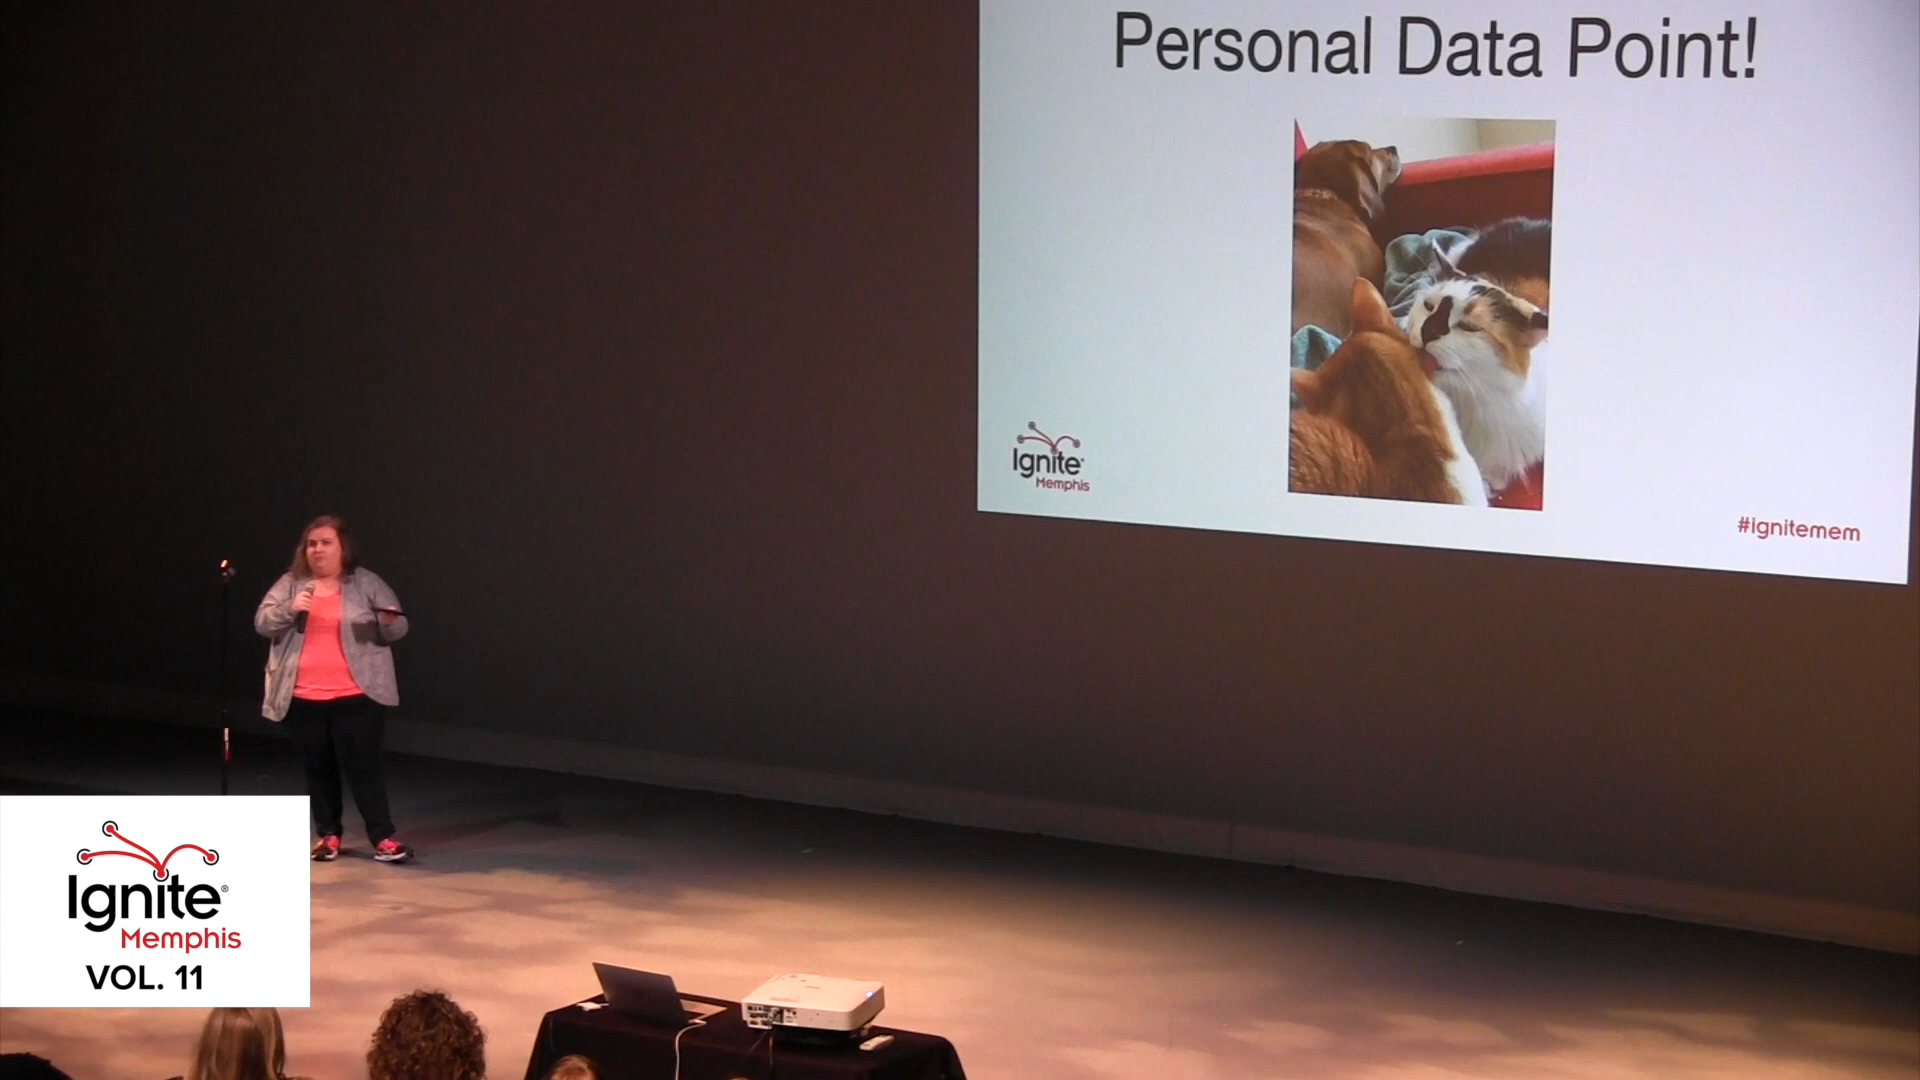 Personal Data Point!
Ignite
Memphis
#ignitemem
Ignite®
Memphis
VOL. 11